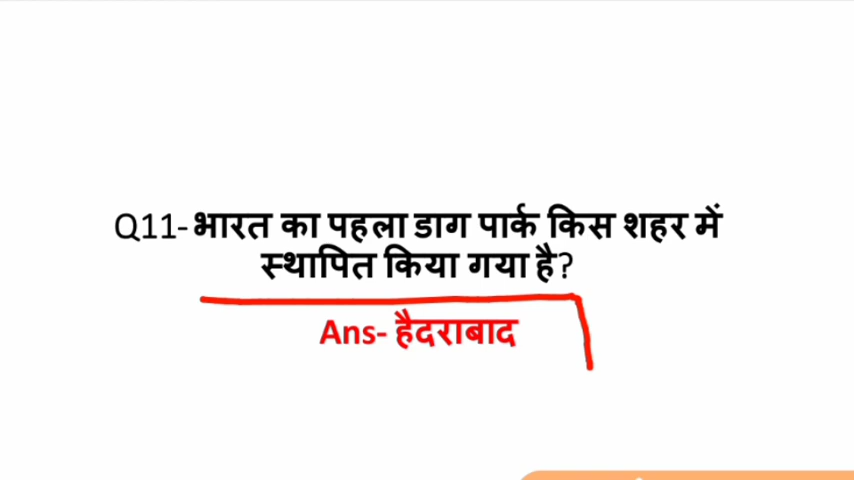 Q11- भारत का पहला डाग पार्क किस शहर में
स्थापित किया गया है?
Ans- हैदराबाद